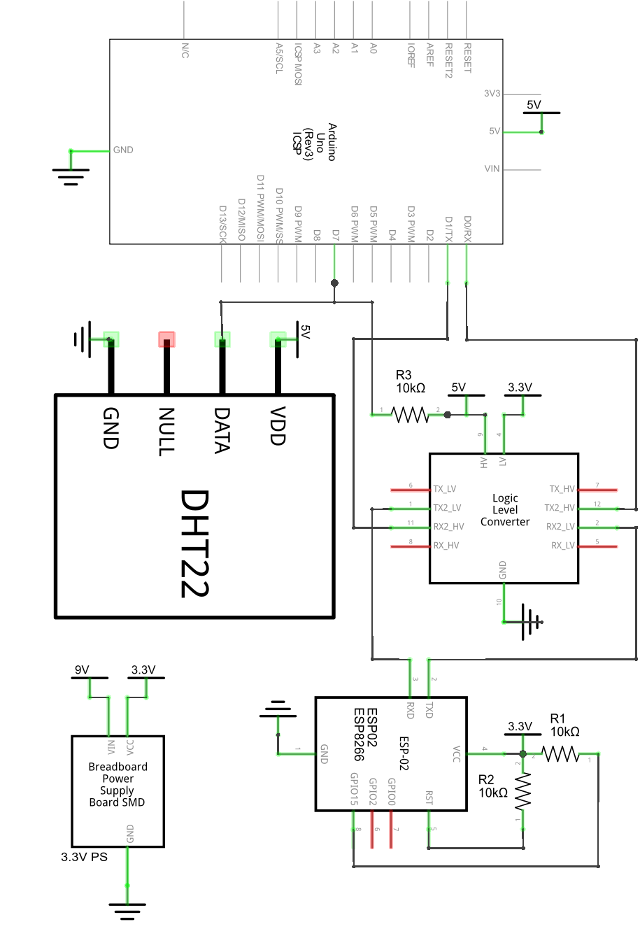 N/C
A5/SCL
ICSP MOSI
A3
A2
A1
A0
IOREF
AREF
RESET2
RESET
3V3
5V
5V
VIN
GND
Arduino
Uno
(Rev3)
ICSP
D13/SCK
D12/MISO
D11 PWM/MOSI
D10 PWM/SS
D9 PWM
D8
D7
D6 PWM
D5 PWM
D4
D3 PWM
D2
D1/TX
D0/RX
5V
GND
NULL
DATA
VDD
DHT22
R3
10kΩ
1
2
5V
3.3V
9
4
HV
LV
6
TX_LV
TX_HV
7
1
TX2_LV
TX2_HV
12
11
RX2_HV
RX2_LV
2
8
RX_HV
RX_LV
5
Logic
Level
Converter
GND
10
9V
3.3V
VIN
VCC
Breadboard
Power
Supply
Board SMD
GND
3.3V PS
3
2
RXD
TXD
ESP02
ESP8266
ESP-02
1
GND
VCC
4
GPIO15
GPIO2
GPIO0
RST
8
6
7
5
3.3V
R1
10kΩ
2
1
R2
10kΩ
2
1